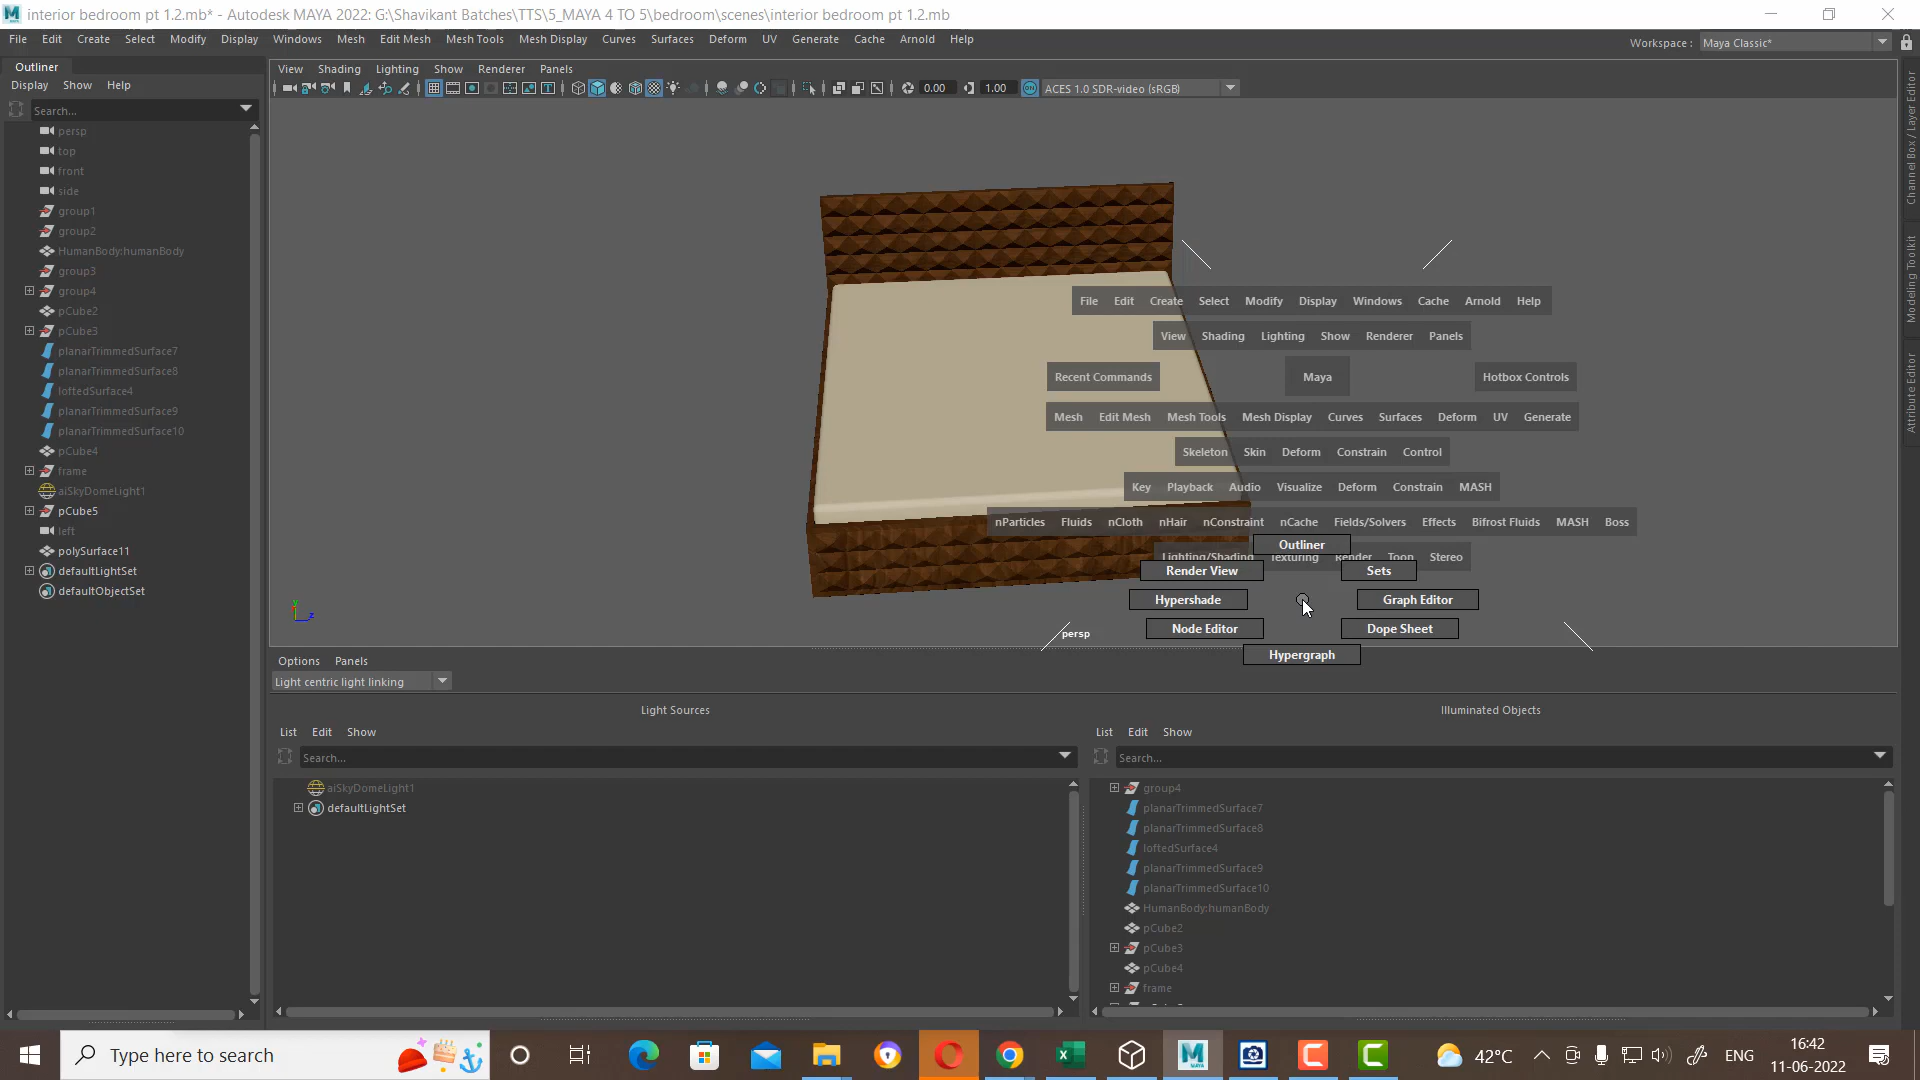 interior bedroom pt 1.2.mb* - Autodesk MAYA 2022: G:\Shavikant Batches\TTS\5_MAYA 4 TO 5\bedroom\scenes\interior bedroom pt 1.2.mb
File Edit Create Select Modify Display Windows Mesh Edit Mesh Mesh Tools Mesh Display Curves Surfaces Deform UV Generate Cache Arnold Help
Workspace : Maya Classic*
Outliner
Display Show Help
Search...
persp
top
front
side
group1
group2
HumanBody:humanBody
group3
group4
pCube2
pCube3
planarTrimmedSurface7
planarTrimmedSurface8
loftedSurface4
planarTrimmedSurface9
planarTrimmedSurface10
pCube4
frame
aiSkyDomeLight1
pCube5
left
polySurface11
defaultLightSet
defaultObjectSet
View Shading Lighting Show Renderer Panels
0.00 1.00 ON ACES 1.0 SDR-video (sRGB)
File Edit Create Select Modify Display Windows Cache Arnold Help
View Shading Lighting Show Renderer Panels
Recent Commands Maya Hotbox Controls
Mesh Edit Mesh Mesh Tools Mesh Display Curves Surfaces Deform UV Generate
Skeleton Skin Deform Constrain Control
Key Playback Audio Visualize Deform Constrain MASH
nParticles Fluids nCloth nHair nConstraint nCache Fields/Solvers Effects Bifrost Fluids MASH Boss
Lighting/Shading Texturing Render Toon Stereo
Outliner
Render View Sets
Hypershade Graph Editor
Node Editor Dope Sheet
Hypergraph
persp
Channel Box / Layer Editor
Modeling Toolkit
Attribute Editor
Options Panels
Light centric light linking
Light Sources
List Edit Show
Search...
aiSkyDomeLight1
defaultLightSet
Illuminated Objects
List Edit Show
Search...
group4
planarTrimmedSurface7
planarTrimmedSurface8
loftedSurface4
planarTrimmedSurface9
planarTrimmedSurface10
HumanBody:humanBody
pCube2
pCube3
pCube4
frame
Type here to search
MAYA
42°C
ENG
16:42
11-06-2022